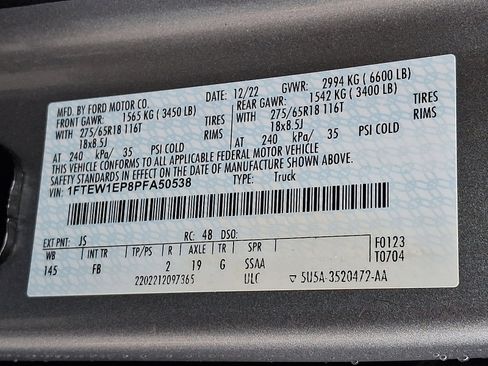 MFD. BY FORD MOTOR CO. DATE: 12/22 GVWR: 2994 KG (6600 LB)
FRONT GAWR: 1565 KG (3450 LB) REAR GAWR: 1542 KG (3400 LB)
WITH 275/65R18 116T TIRES WITH 275/65R18 116T TIRES
18x8.5J RIMS 18x8.5J RIMS
AT 240 kPa/ 35 PSI COLD AT 240 kPa/ 35 PSI COLD
THIS VEHICLE CONFORMS TO ALL APPLICABLE FEDERAL MOTOR VEHICLE
SAFETY STANDARDS IN EFFECT ON THE DATE OF MANUFACTURE SHOWN ABOVE.
VIN: 1FTEW1EP8PFA50538 TYPE: Truck
EXT PNT: JS RC: 48 DSO:
WB INT TR TP/PS R AXLE TR SPR F0123
145 FB 2 19 G SSAA T0704
2202212097365 ULC ▽ 5U5A-3520472-AA